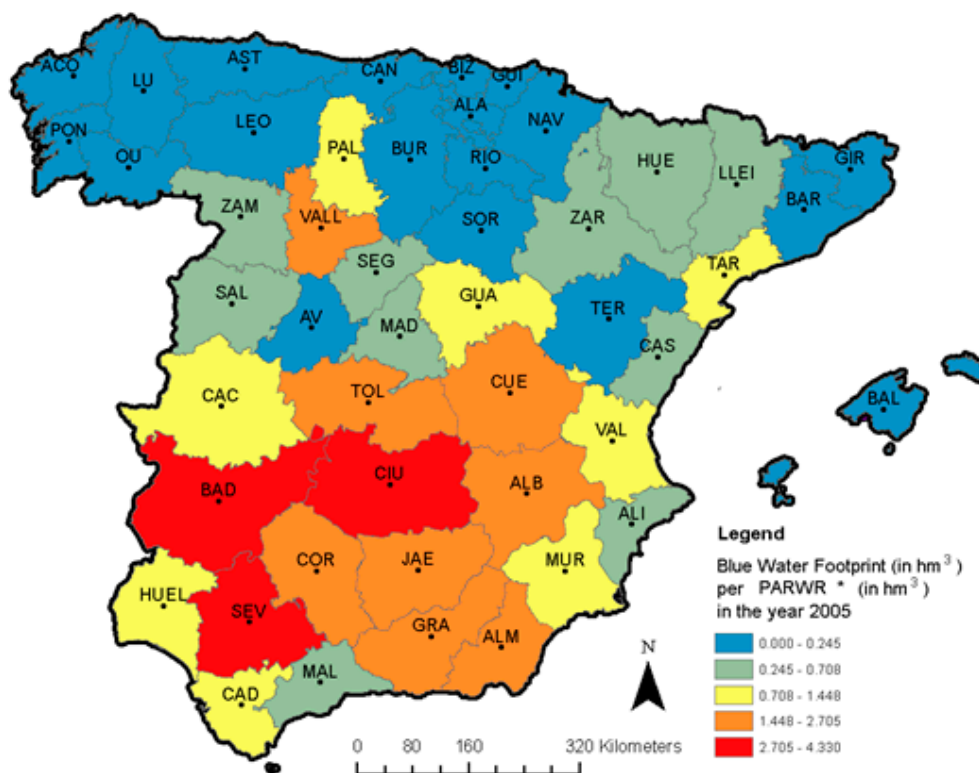 AST
CAN
BIZ
GUI
ACO
LU
ALA
LEO
NAV
PON
PAL
BUR
RIO
HUE
GIR
OU
LLEI
BAR
ZAM
VALL
SOR
ZAR
SEG
TAR
SAL
GUA
AV
MAD
TER
CAS
CAC
TOL
CUE
BAL
VAL
BAD
CIU
ALB
ALI
COR
JAE
MUR
HUEL
SEV
GRA
ALM
MAL
CAD
Legend
Blue Water Footprint (in hm³)
per PARWR * (in hm³)
in the year 2005
0.000 - 0.245
0.245 - 0.708
0.708 - 1.448
1.448 - 2.705
2.705 - 4.330
N
0 80 160 320 Kilometers